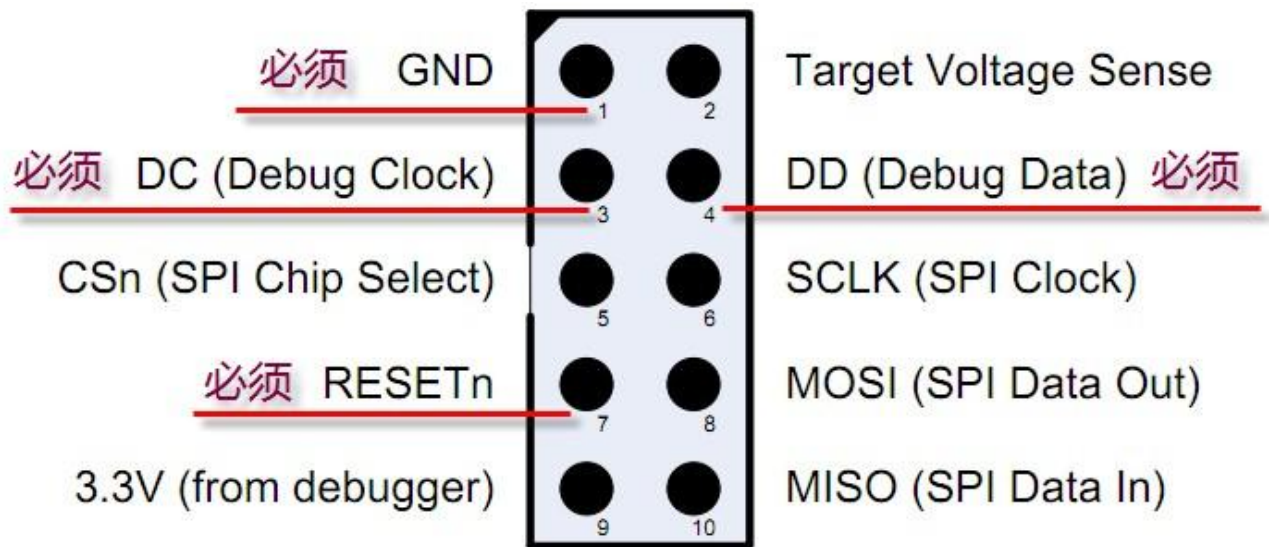 必须 GND 1 2 Target Voltage Sense
必须 DC (Debug Clock) 3 4 DD (Debug Data) 必须
CSn (SPI Chip Select) 5 6 SCLK (SPI Clock)
必须 RESETn 7 8 MOSI (SPI Data Out)
3.3V (from debugger) 9 10 MISO (SPI Data In)